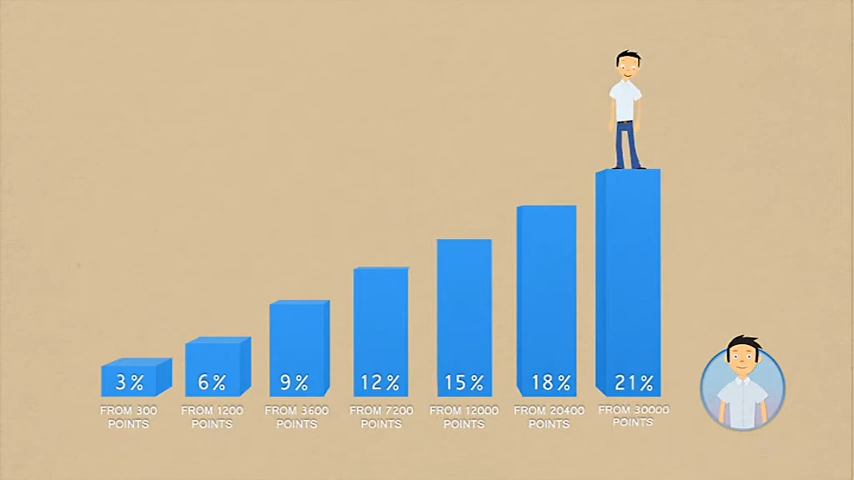 3%
6%
9%
12%
15%
18%
21%
FROM 300
POINTS
FROM 1200
POINTS
FROM 3600
POINTS
FROM 7200
POINTS
FROM 12000
POINTS
FROM 20400
POINTS
FROM 30000
POINTS